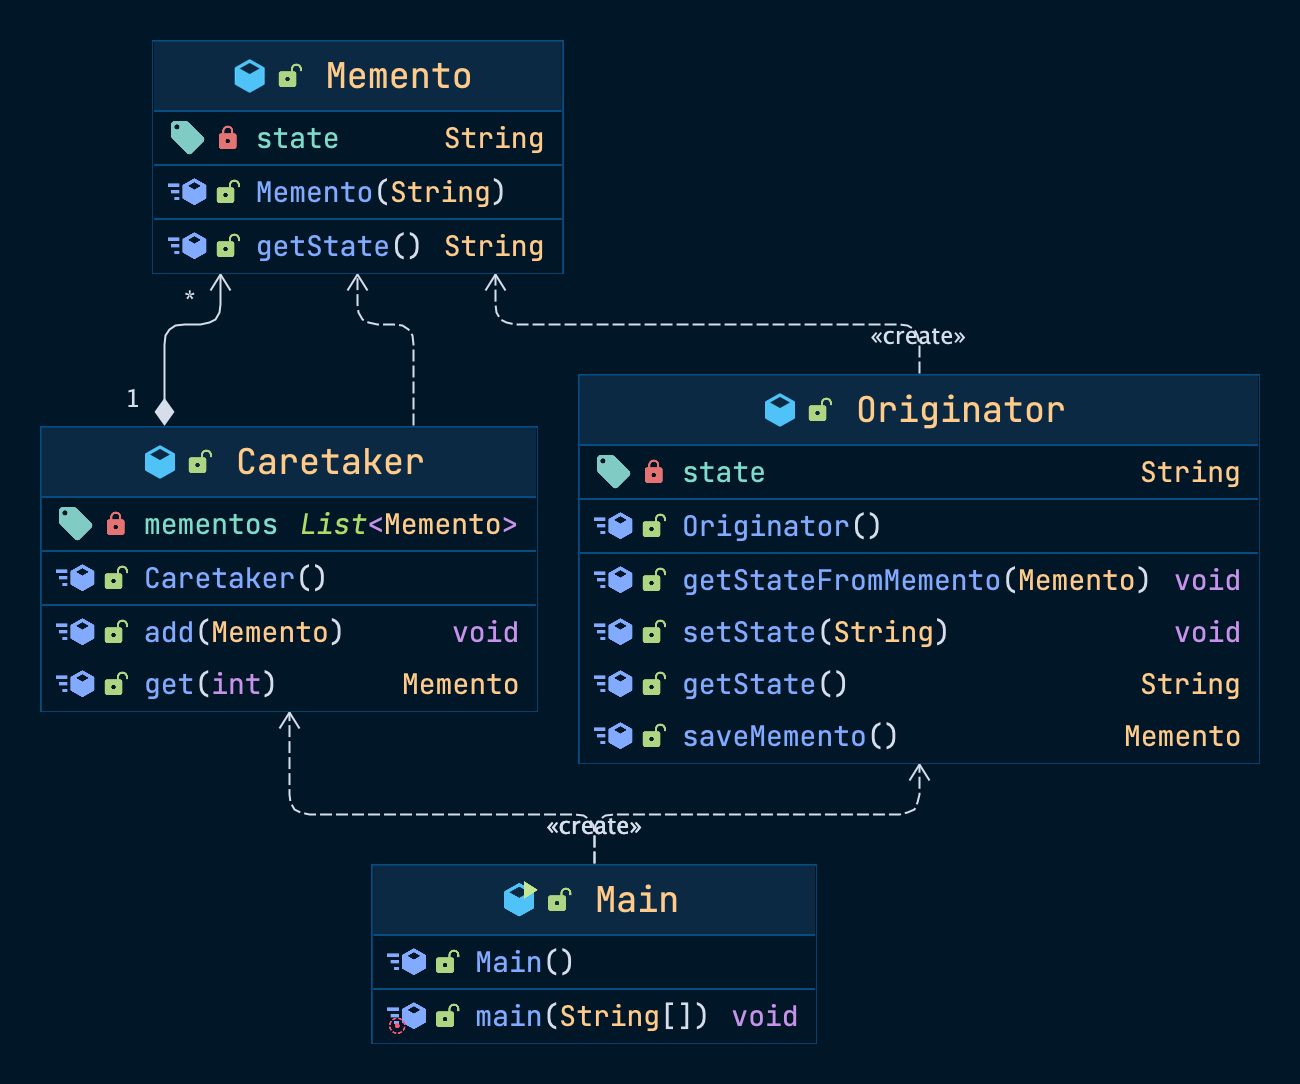 Memento
state String
Memento(String)
getState() String
*
«create»
1
Originator
state String
Originator()
getStateFromMemento(Memento) void
setState(String) void
getState() String
saveMemento() Memento
Caretaker
mementos List<Memento>
Caretaker()
add(Memento) void
get(int) Memento
«create»
Main
Main()
main(String[]) void